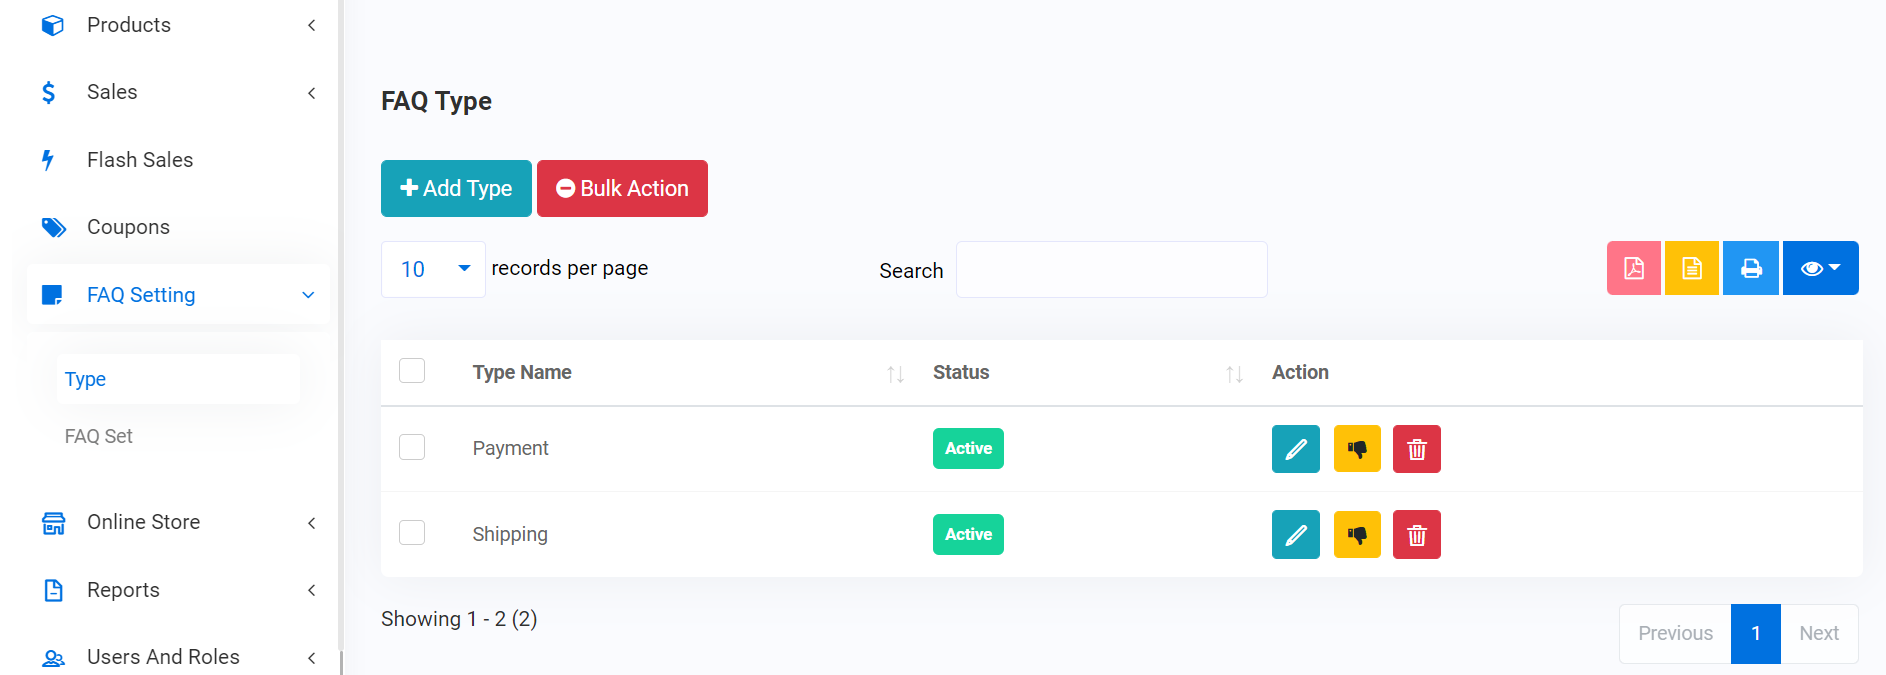 Products
Sales
Flash Sales
Coupons
FAQ Setting
Type
FAQ Set
Online Store
Reports
Users And Roles
FAQ Type
Add Type Bulk Action
10 records per page Search
Type Name Status Action
Payment Active
Shipping Active
Showing 1 - 2 (2)
Previous 1 Next